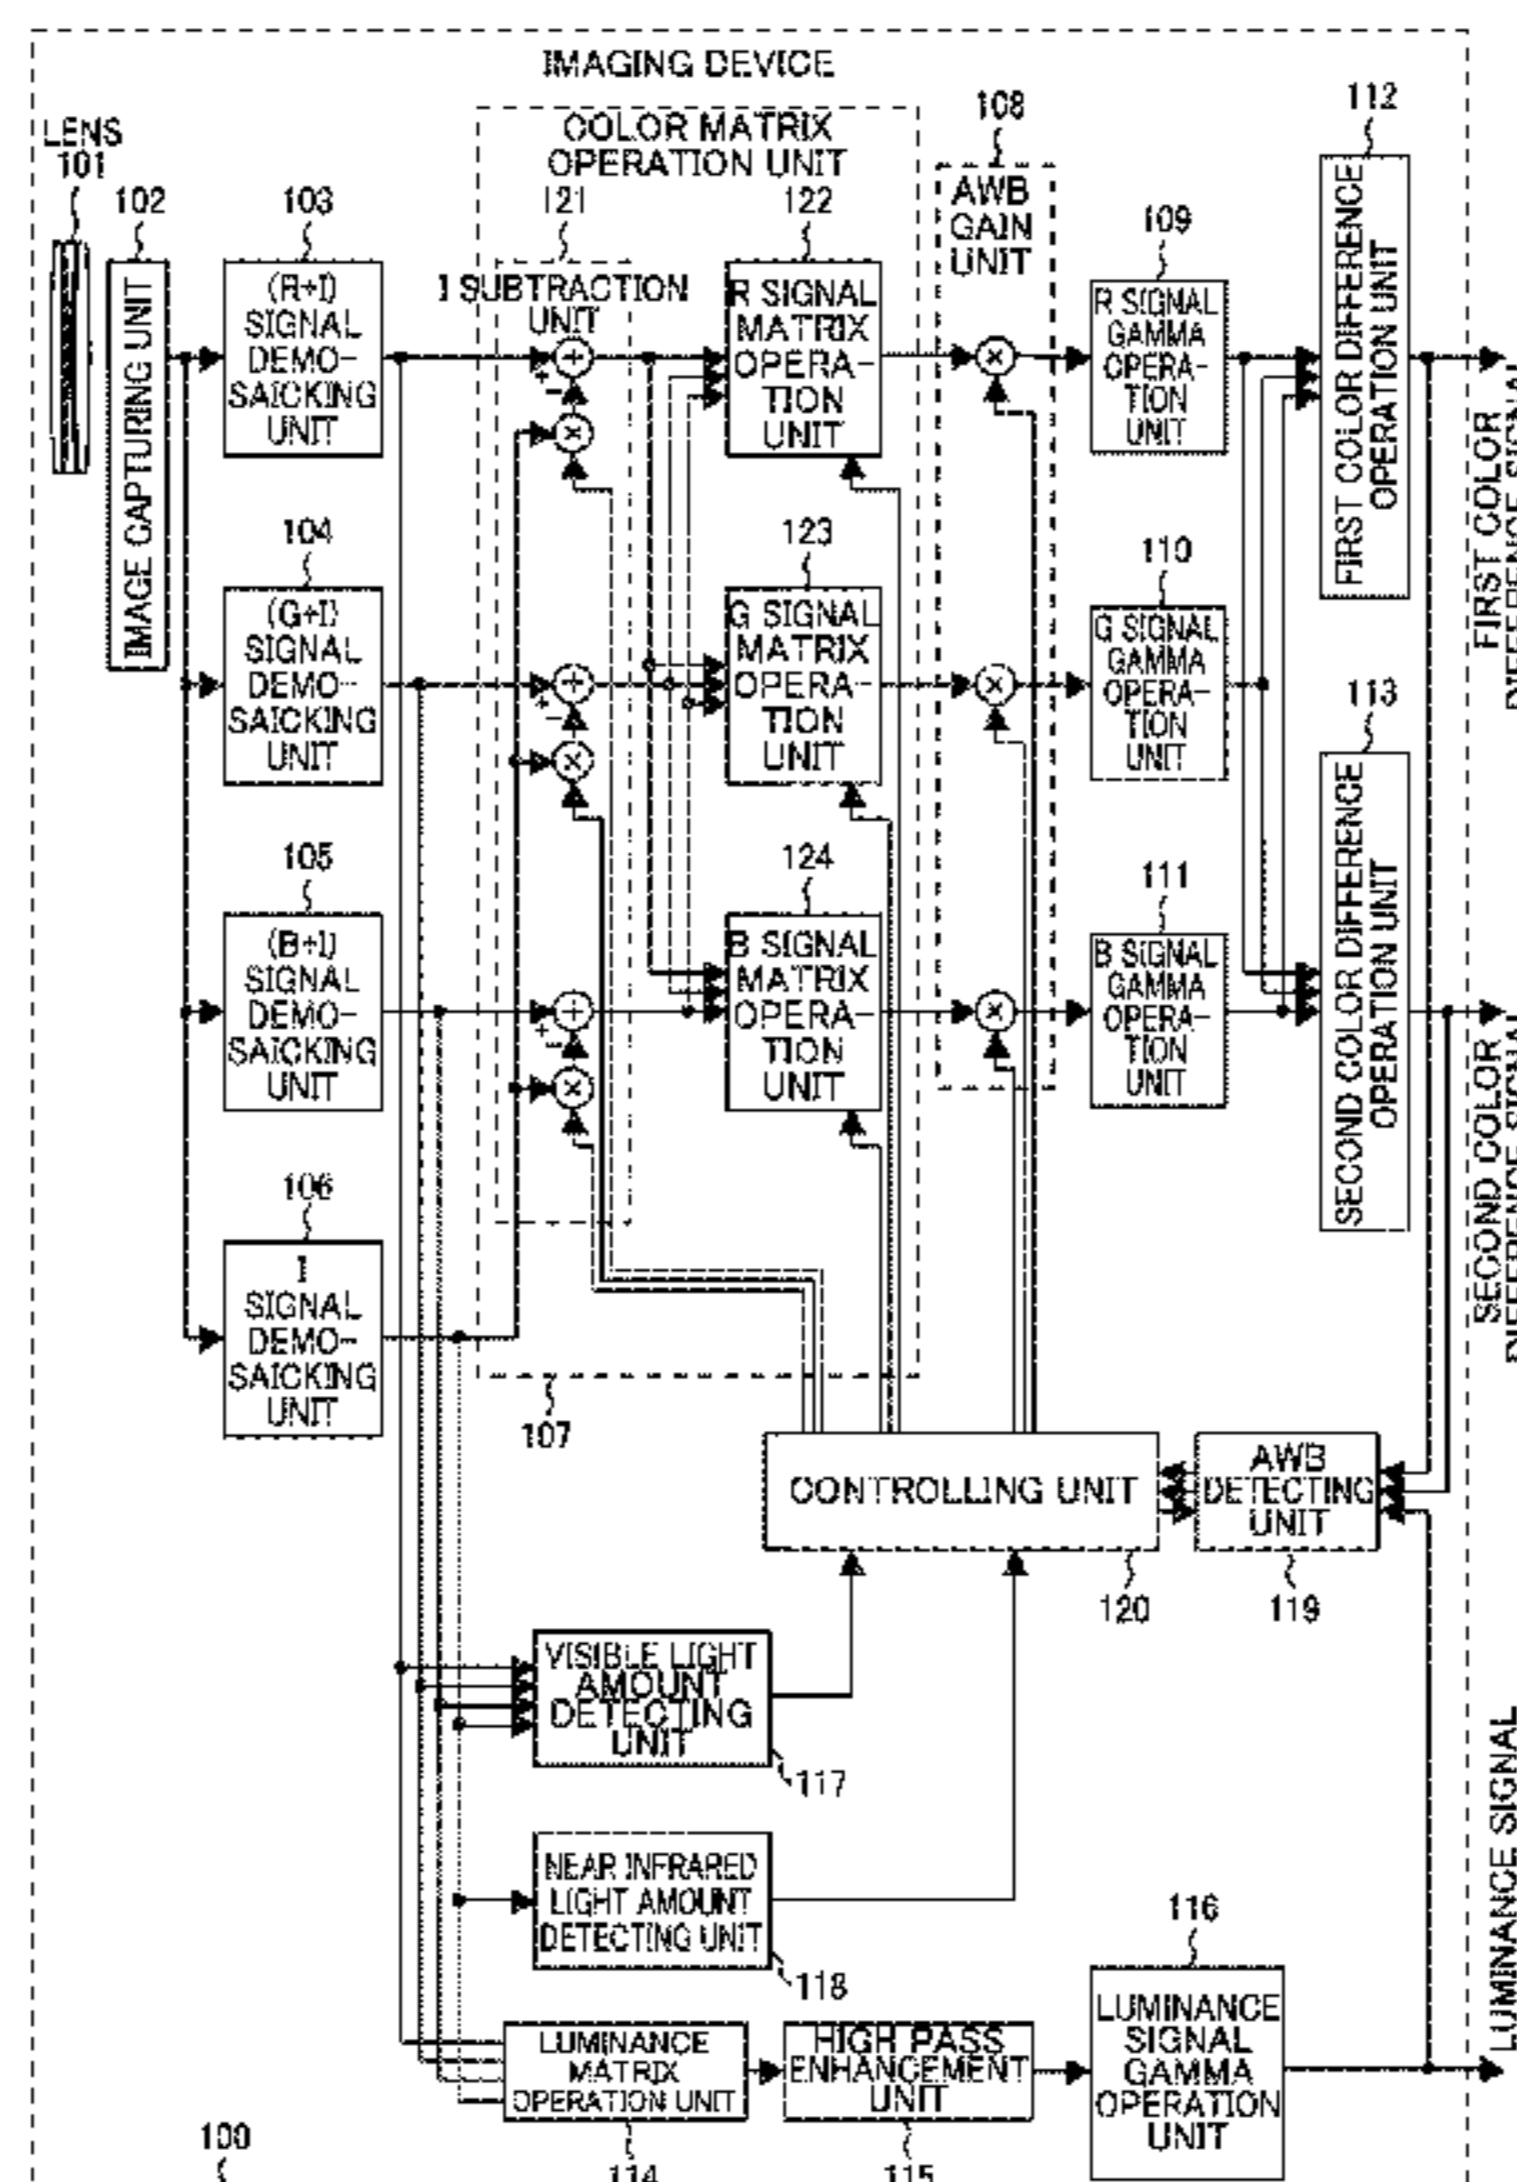 IMAGING DEVICE
LENS
101
102
IMAGE CAPTURING UNIT
103
(R+I)
SIGNAL
DEMO-
SAICKING
UNIT
104
(G+I)
SIGNAL
DEMO-
SAICKING
UNIT
105
(B+I)
SIGNAL
DEMO-
SAICKING
UNIT
106
I
SIGNAL
DEMO-
SAICKING
UNIT
COLOR MATRIX
OPERATION UNIT
121
I SUBTRACTION
UNIT
+
+
-
×
+
+
-
×
+
+
-
×
107
122
R SIGNAL
MATRIX
OPERA-
TION
UNIT
123
G SIGNAL
MATRIX
OPERA-
TION
UNIT
124
B SIGNAL
MATRIX
OPERA-
TION
UNIT
108
AWB
GAIN
UNIT
×
×
×
109
R SIGNAL
GAMMA
OPERA-
TION
UNIT
110
G SIGNAL
GAMMA
OPERA-
TION
UNIT
111
B SIGNAL
GAMMA
OPERA-
TION
UNIT
112
FIRST COLOR DIFFERENCE
OPERATION UNIT
113
SECOND COLOR DIFFERENCE
OPERATION UNIT
FIRST COLOR
DIFFERENCE SIGNAL
SECOND COLOR
DIFFERENCE SIGNAL
CONTROLLING UNIT
120
AWB
DETECTING
UNIT
119
VISIBLE LIGHT
AMOUNT
DETECTING
UNIT
117
NEAR INFRARED
LIGHT AMOUNT
DETECTING UNIT
118
LUMINANCE
MATRIX
OPERATION UNIT
114
HIGH PASS
ENHANCEMENT
UNIT
115
116
LUMINANCE
SIGNAL
GAMMA
OPERATION
UNIT
LUMINANCE SIGNAL
100